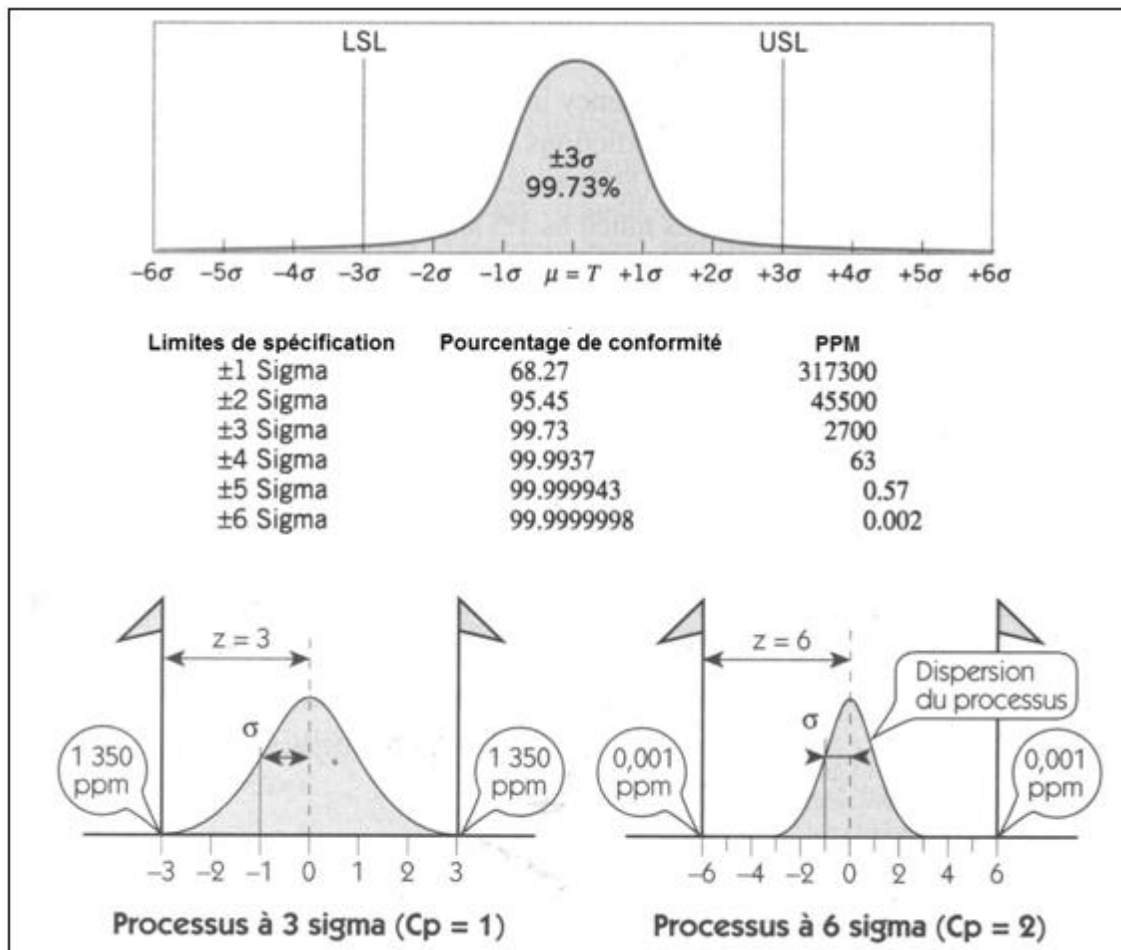 LSL USL
±3σ
99.73%
−6σ −5σ −4σ −3σ −2σ −1σ μ = T +1σ +2σ +3σ +4σ +5σ +6σ
Limites de spécification Pourcentage de conformité PPM
±1 Sigma 68.27 317300
±2 Sigma 95.45 45500
±3 Sigma 99.73 2700
±4 Sigma 99.9937 63
±5 Sigma 99.999943 0.57
±6 Sigma 99.9999998 0.002
z = 3
σ
1 350
ppm
1 350
ppm
−3 −2 −1 0 1 2 3
Processus à 3 sigma (Cp = 1)
z = 6
Dispersion
du processus
σ
0,001
ppm
0,001
ppm
−6 −4 −2 0 2 4 6
Processus à 6 sigma (Cp = 2)